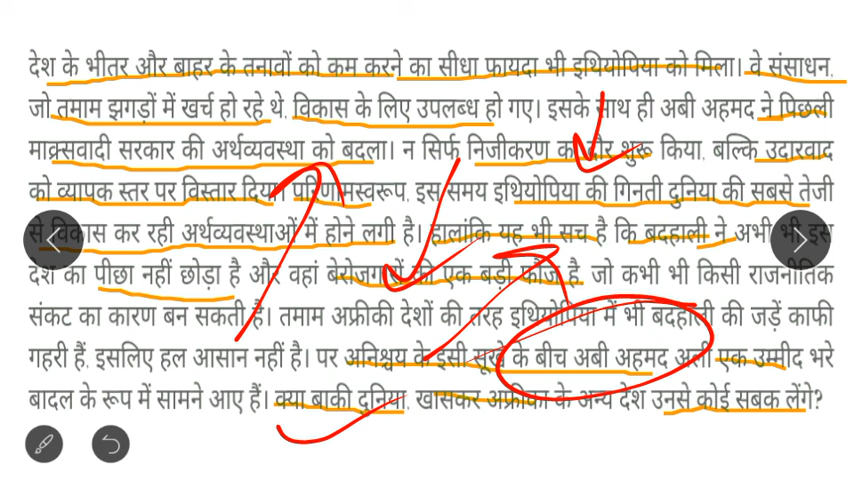 देश के भीतर और बाहर के तनावों को कम करने का सीधा फायदा भी इथियोपिया को मिला। वे संसाधन,
जो तमाम झगड़ों में खर्च हो रहे थे, विकास के लिए उपलब्ध हो गए। इसके साथ ही अबी अहमद ने पिछली
माक्र्सवादी सरकार की अर्थव्यवस्था को बदला। न सिर्फ निजीकरण का दौर शुरू किया, बल्कि उदारवाद
को व्यापक स्तर पर विस्तार दिया। परिणामस्वरूप, इस समय इथियोपिया की गिनती दुनिया की सबसे तेजी
से विकास कर रही अर्थव्यवस्थाओं में होने लगी है। हालांकि यह भी सच है कि बदहाली ने अभी भी इस
देश का पीछा नहीं छोड़ा है और वहां बेरोजगारों की एक बड़ी फौज है, जो कभी भी किसी राजनीतिक
संकट का कारण बन सकती है। तमाम अफ्रीकी देशों की तरह इथियोपिया में भी बदहाली की जड़ें काफी
गहरी हैं, इसलिए हल आसान नहीं है। पर अनिश्चय के इसी सूखे के बीच अबी अहमद अली एक उम्मीद भरे
बादल के रूप में सामने आए हैं। क्या बाकी दुनिया, खासकर अफ्रीका के अन्य देश उनसे कोई सबक लेंगे?